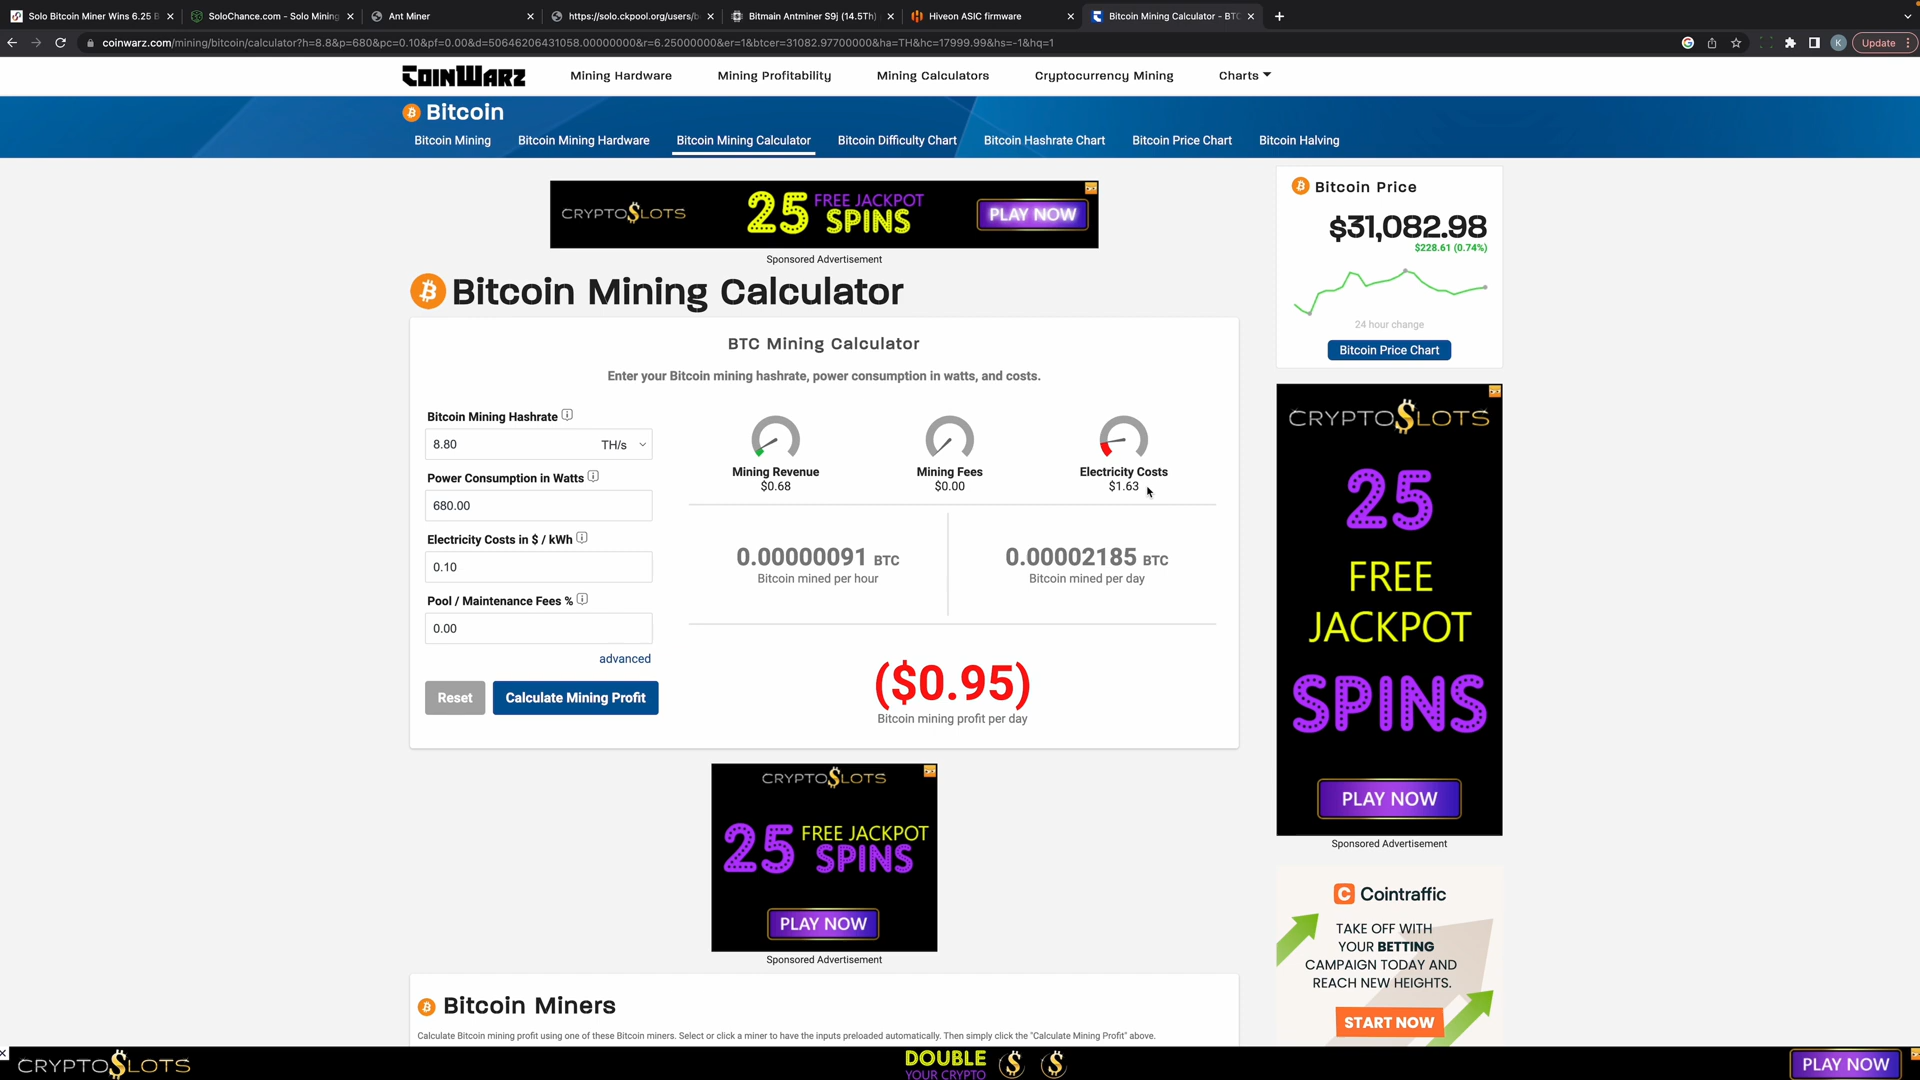 Solo Bitcoin Miner Wins 6.25 B
SoloChance.com - Solo Mining
Ant Miner
https://solo.ckpool.org/users/b
Bitmain Antminer S9j (14.5Th)
Hiveon ASIC firmware
Bitcoin Mining Calculator - BTC
coinwarz.com/mining/bitcoin/calculator?h=8.8&p=680&pc=0.10&pf=0.00&d=50646206431058.00000000&r=6.25000000&er=1&btcer=31082.97700000&ha=TH&hc=17999.99&hs=-1&hq=1
K
Update
COINWARZ
Mining Hardware
Mining Profitability
Mining Calculators
Cryptocurrency Mining
Charts
Bitcoin
Bitcoin Mining
Bitcoin Mining Hardware
Bitcoin Mining Calculator
Bitcoin Difficulty Chart
Bitcoin Hashrate Chart
Bitcoin Price Chart
Bitcoin Halving
CRYPTO$LOTS
25 FREE JACKPOT SPINS
PLAY NOW
Sponsored Advertisement
Bitcoin Mining Calculator
BTC Mining Calculator
Enter your Bitcoin mining hashrate, power consumption in watts, and costs.
Bitcoin Mining Hashrate
8.80
TH/s
Power Consumption in Watts
680.00
Electricity Costs in $ / kWh
0.10
Pool / Maintenance Fees %
0.00
advanced
Reset
Calculate Mining Profit
Mining Revenue
$0.68
Mining Fees
$0.00
Electricity Costs
$1.63
0.00000091 BTC
Bitcoin mined per hour
0.00002185 BTC
Bitcoin mined per day
($0.95)
Bitcoin mining profit per day
CRYPTO$LOTS
25 FREE JACKPOT
SPINS
PLAY NOW
Sponsored Advertisement
Bitcoin Miners
Calculate Bitcoin mining profit using one of these Bitcoin miners. Select or click a miner to have the inputs preloaded automatically. Then simply click the "Calculate Mining Profit" above.
Bitcoin Price
$31,082.98
$228.61 (0.74%)
24 hour change
Bitcoin Price Chart
CRYPTO$LOTS
25
FREE
JACKPOT
SPINS
PLAY NOW
Sponsored Advertisement
Cointraffic
TAKE OFF WITH
YOUR BETTING
CAMPAIGN TODAY AND
REACH NEW HEIGHTS.
START NOW
CRYPTO$LOTS
DOUBLE
YOUR CRYPTO
PLAY NOW